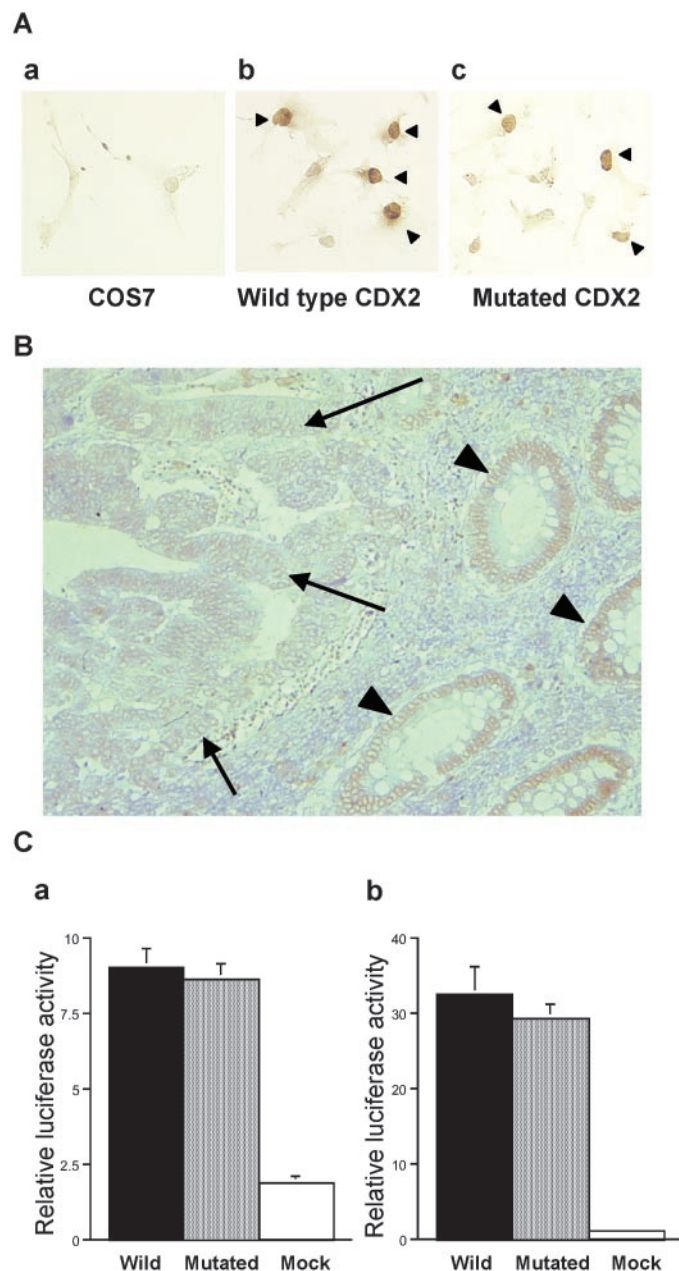 A
a b c
COS7 Wild type CDX2 Mutated CDX2
B
C
a b
10 40
7.5 30
5 20
2.5 10
0 0
Relative luciferase activity
Relative luciferase activity
Wild Mutated Mock Wild Mutated Mock